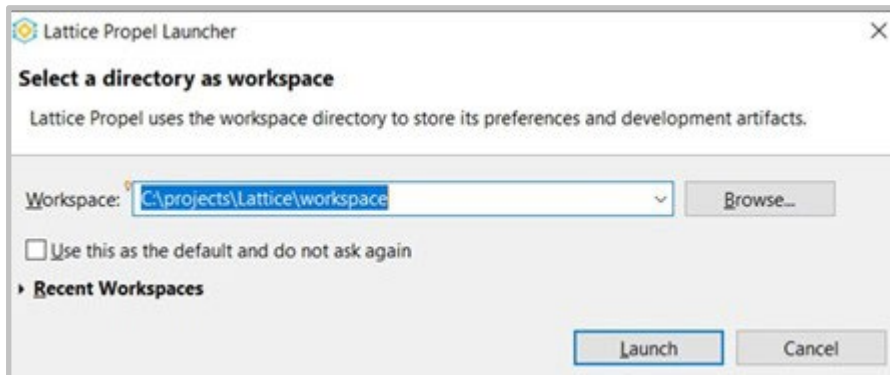 Lattice Propel Launcher
Select a directory as workspace
Lattice Propel uses the workspace directory to store its preferences and development artifacts.
Workspace: C:\projects\Lattice\workspace Browse...
Use this as the default and do not ask again
Recent Workspaces
Launch Cancel